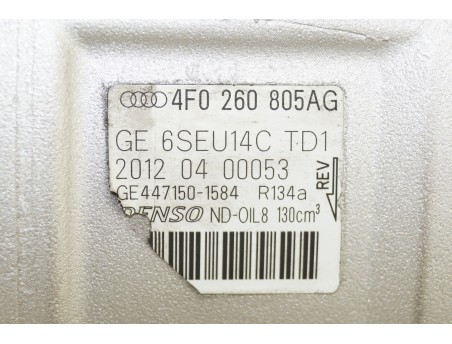 4F0 260 805AG
GE 6SEU14C TD1
2012 04 00053
GE447150-1584 R134a
DENSO ND-OIL8 130cm³
REV